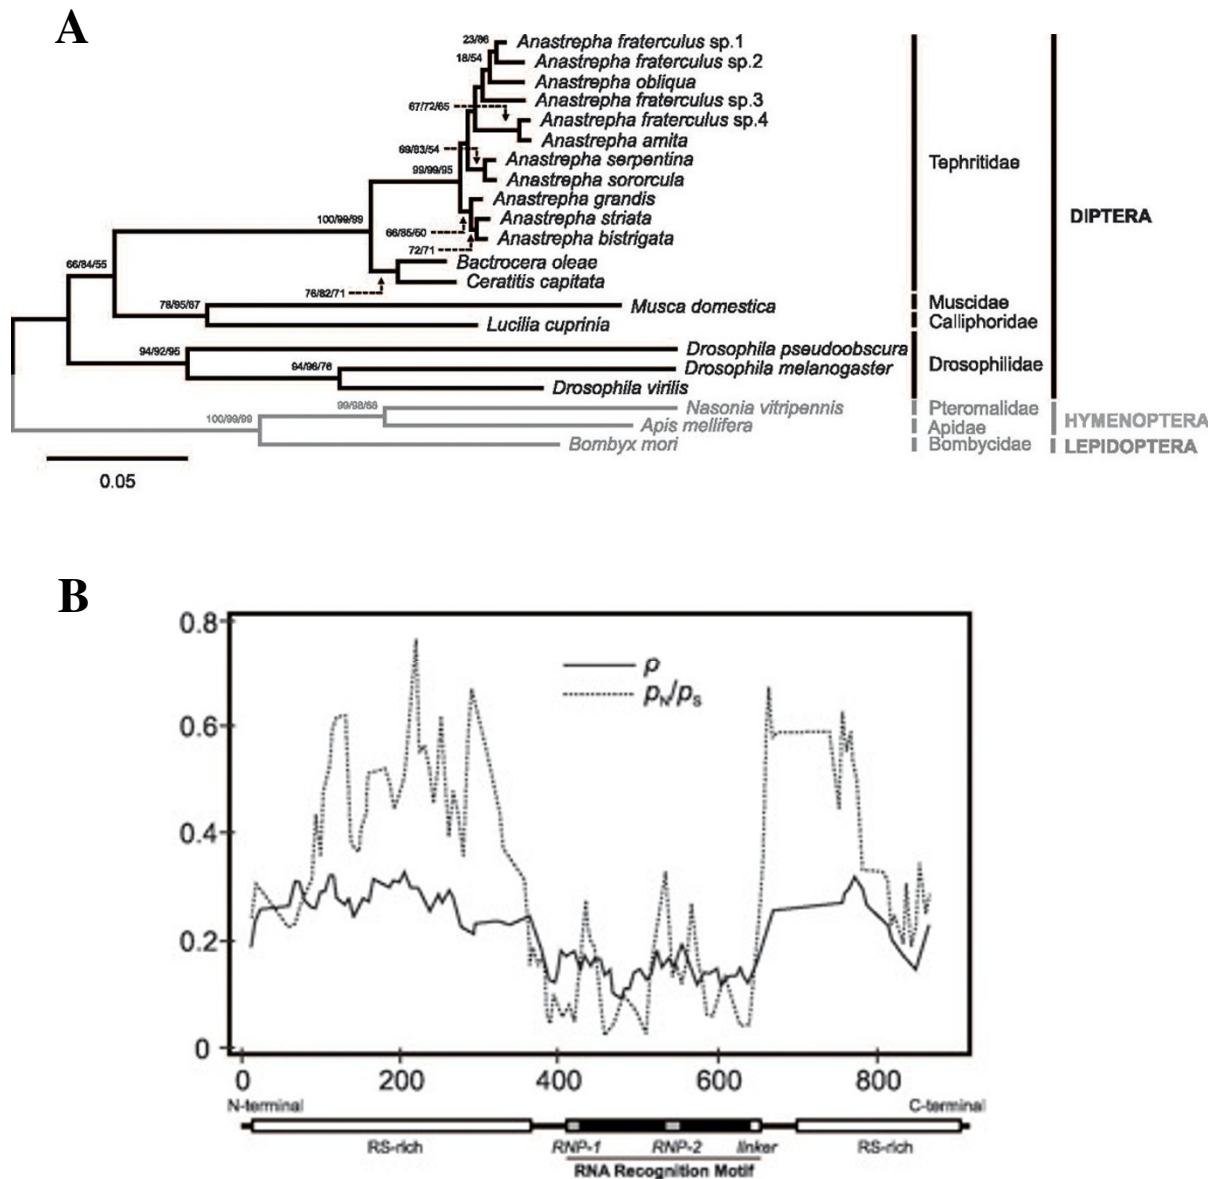 A
23/86
Anastrepha fraterculus sp.1
18/54
Anastrepha fraterculus sp.2
Anastrepha obliqua
Anastrepha fraterculus sp.3
67/72/65
Anastrepha fraterculus sp.4
Anastrepha amita
69/83/54
Anastrepha serpentina
Tephritidae
99/99/95
Anastrepha sororcula
Anastrepha grandis
100/99/99
Anastrepha striata
DIPTERA
66/85/60
Anastrepha bistrigata
72/71
Bactrocera oleae
66/84/55
Ceratitis capitata
76/82/71
78/95/87
Musca domestica
Muscidae
Lucilia cuprinia
Calliphoridae
94/92/95
Drosophila pseudoobscura
94/96/76
Drosophila melanogaster
Drosophilidae
Drosophila virilis
99/98/66
Nasonia vitripennis
Pteromalidae
100/99/99
Apis mellifera
Apidae
HYMENOPTERA
Bombyx mori
Bombycidae
LEPIDOPTERA
0.05
B
0.8
p
pN/pS
0.6
0.4
0.2
0
0 200 400 600 800
N-terminal C-terminal
RS-rich RNP-1 RNP-2 linker RS-rich
RNA Recognition Motif